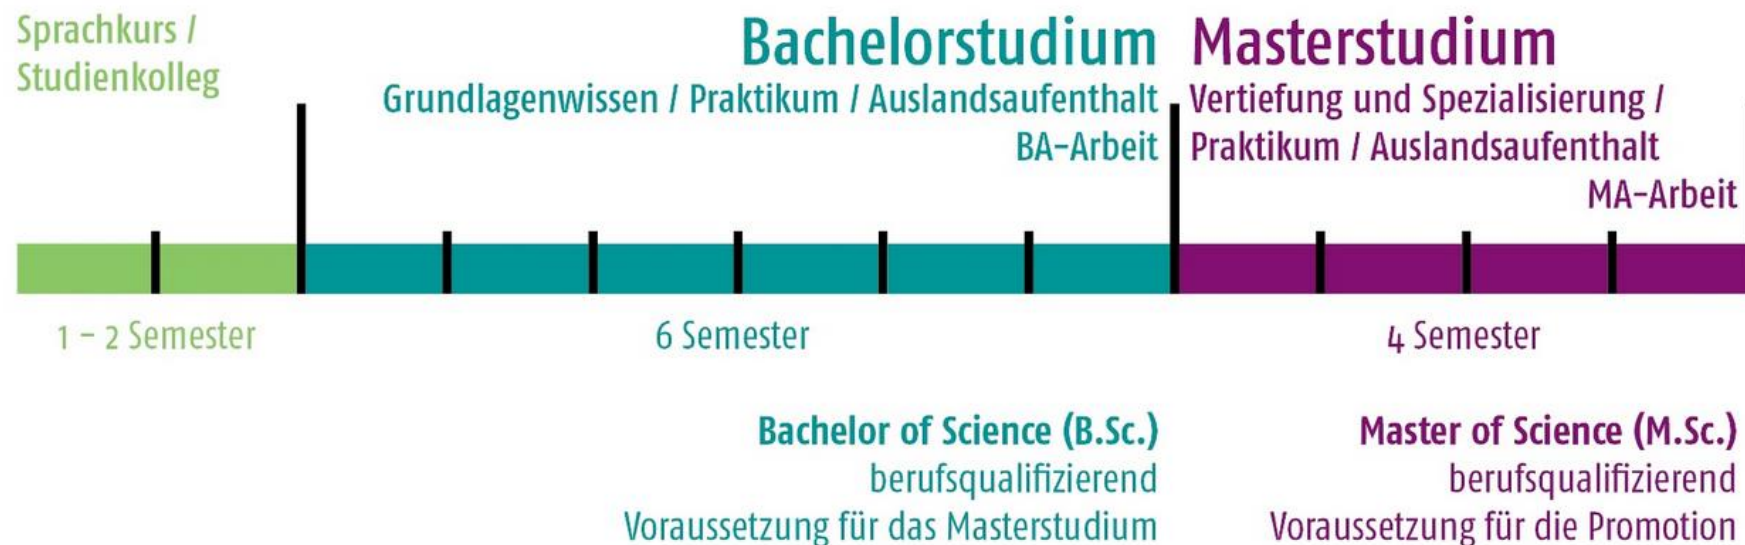 Sprachkurs /
Studienkolleg
Bachelorstudium
Grundlagenwissen / Praktikum / Auslandsaufenthalt
BA-Arbeit
Masterstudium
Vertiefung und Spezialisierung /
Praktikum / Auslandsaufenthalt
MA-Arbeit
1 – 2 Semester
6 Semester
4 Semester
Bachelor of Science (B.Sc.)
berufsqualifizierend
Voraussetzung für das Masterstudium
Master of Science (M.Sc.)
berufsqualifizierend
Voraussetzung für die Promotion